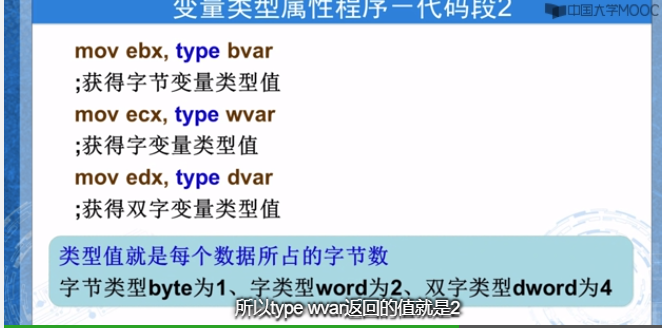 变量类型属性程序－代码段2
中国大学MOOC
mov ebx, type bvar
;获得字节变量类型值
mov ecx, type wvar
;获得字变量类型值
mov edx, type dvar
;获得双字变量类型值
类型值就是每个数据所占的字节数
字节类型byte为1、字类型word为2、双字类型dword为4
所以type wvar返回的值就是2